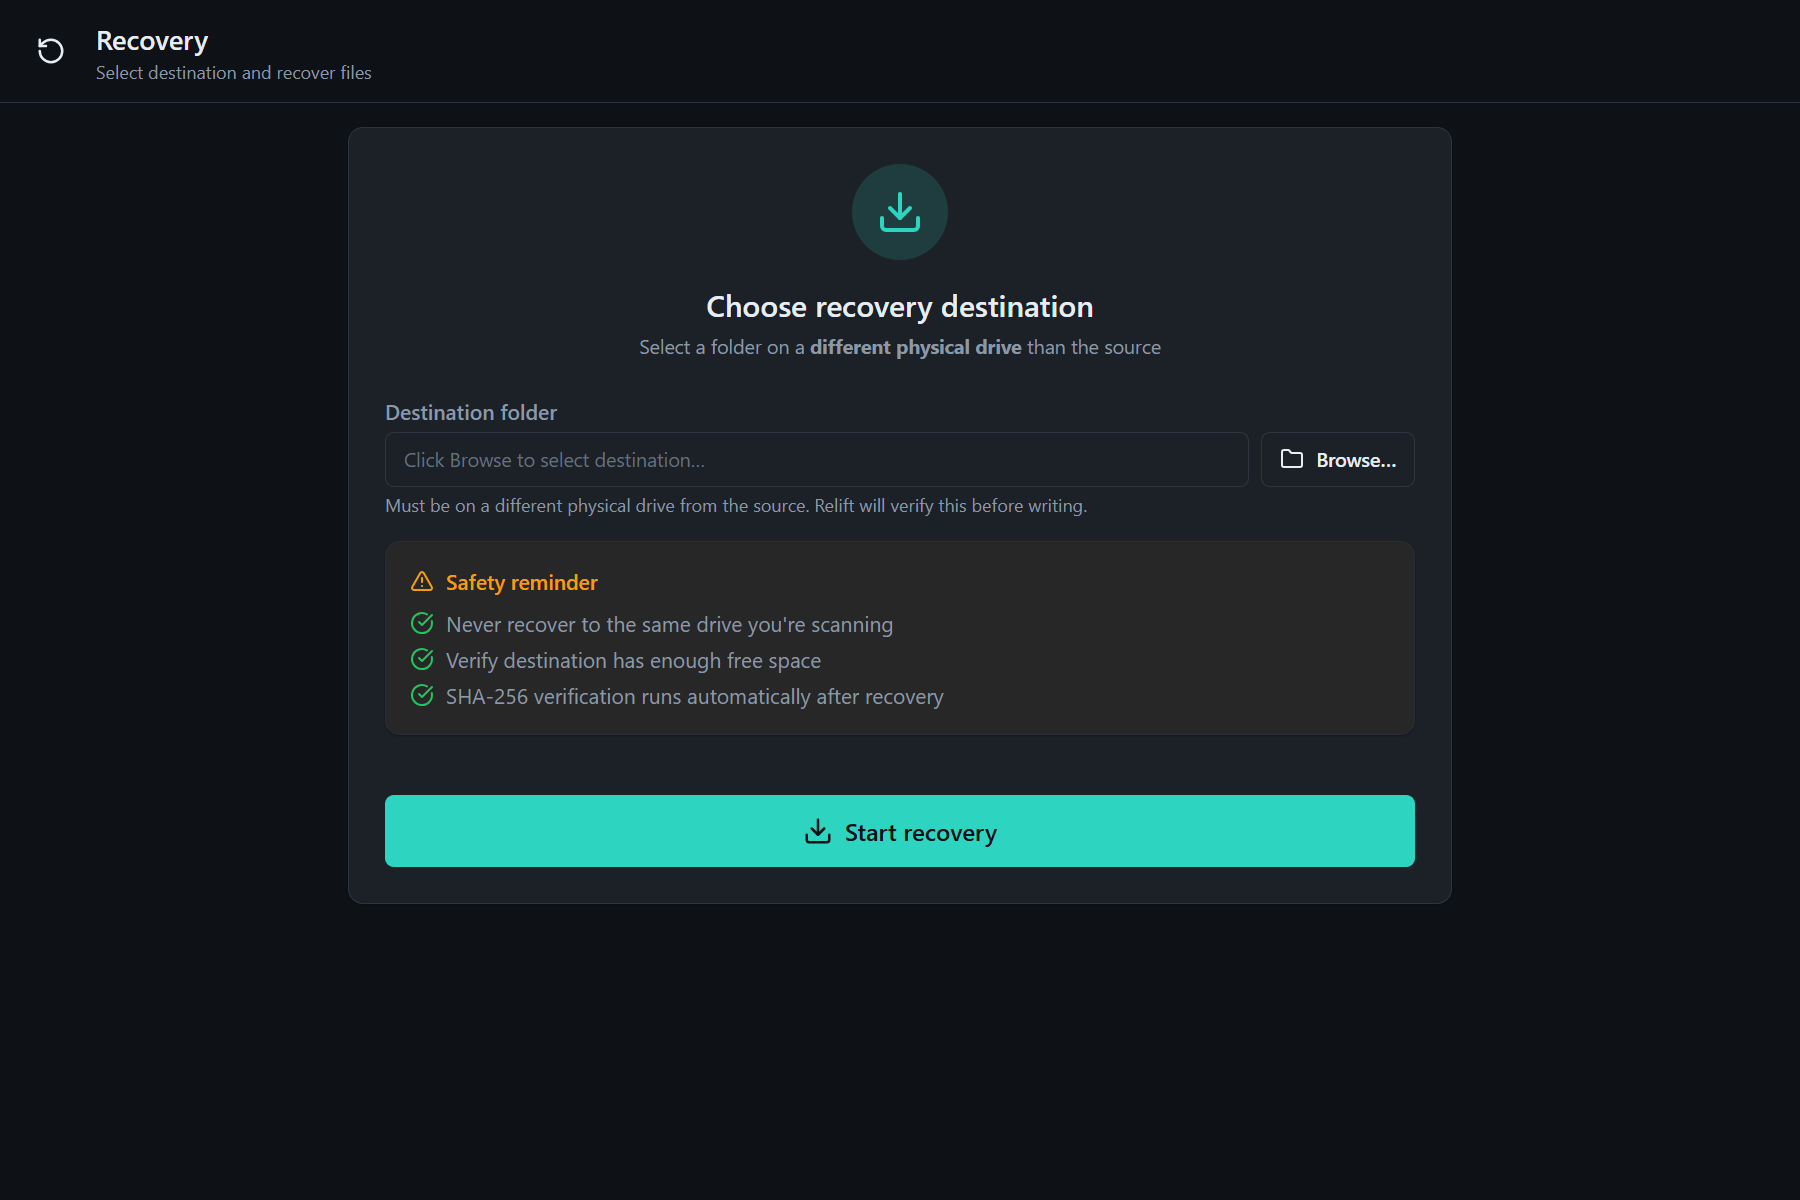 Recovery
Select destination and recover files
Choose recovery destination
Select a folder on a different physical drive than the source
Destination folder
Click Browse to select destination...
Browse...
Must be on a different physical drive from the source. Relift will verify this before writing.
Safety reminder
Never recover to the same drive you're scanning
Verify destination has enough free space
SHA-256 verification runs automatically after recovery
Start recovery